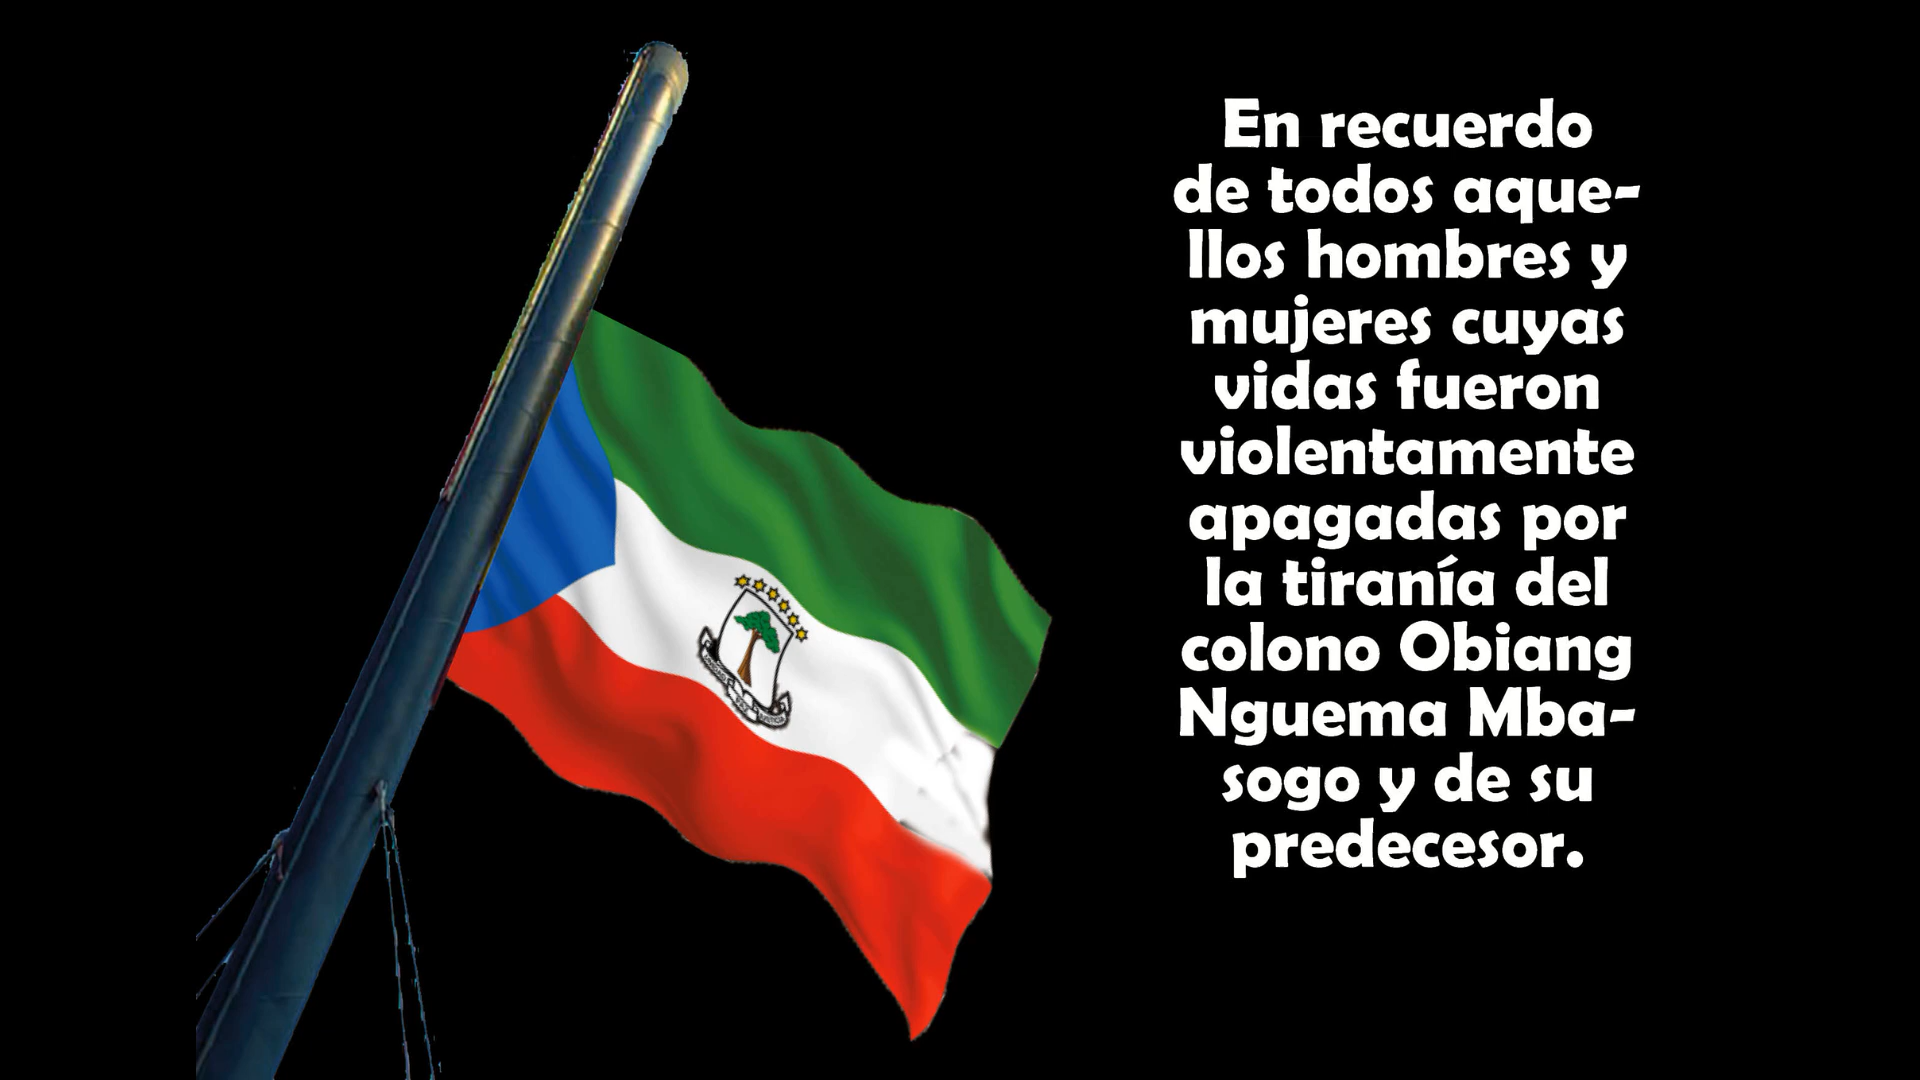 En recuerdo
de todos aque-
llos hombres y
mujeres cuyas
vidas fueron
violentamente
apagadas por
la tiranía del
colono Obiang
Nguema Mba-
sogo y de su
predecesor.